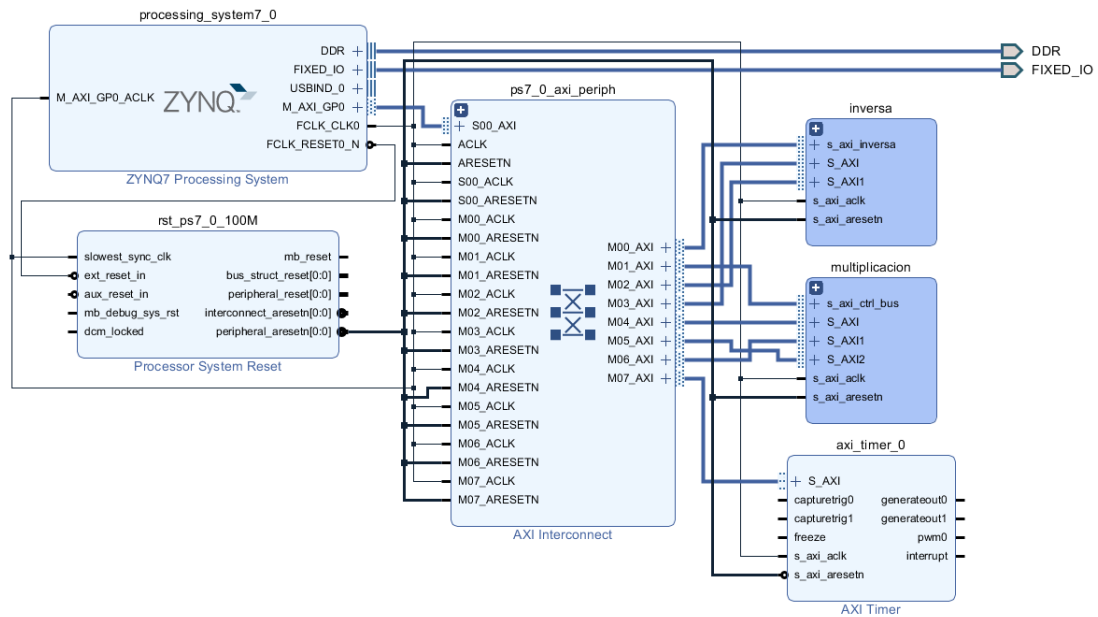 processing_system7_0
DDR
FIXED_IO
USBIND_0
M_AXI_GP0_ACLK
ZYNQ
M_AXI_GP0
FCLK_CLK0
FCLK_RESET0_N
ZYNQ7 Processing System
DDR
FIXED_IO
rst_ps7_0_100M
slowest_sync_clk
mb_reset
ext_reset_in
bus_struct_reset[0:0]
aux_reset_in
peripheral_reset[0:0]
mb_debug_sys_rst
interconnect_aresetn[0:0]
dcm_locked
peripheral_aresetn[0:0]
Processor System Reset
ps7_0_axi_periph
S00_AXI
ACLK
ARESETN
S00_ACLK
S00_ARESETN
M00_ACLK
M00_ARESETN
M01_ACLK
M01_ARESETN
M02_ACLK
M02_ARESETN
M03_ACLK
M03_ARESETN
M04_ACLK
M04_ARESETN
M05_ACLK
M05_ARESETN
M06_ACLK
M06_ARESETN
M07_ACLK
M07_ARESETN
M00_AXI
M01_AXI
M02_AXI
M03_AXI
M04_AXI
M05_AXI
M06_AXI
M07_AXI
AXI Interconnect
inversa
s_axi_inversa
S_AXI
S_AXI1
s_axi_aclk
s_axi_aresetn
multiplicacion
s_axi_ctrl_bus
S_AXI
S_AXI1
S_AXI2
s_axi_aclk
s_axi_aresetn
axi_timer_0
S_AXI
capturetrig0
generateout0
capturetrig1
generateout1
freeze
pwm0
s_axi_aclk
interrupt
s_axi_aresetn
AXI Timer